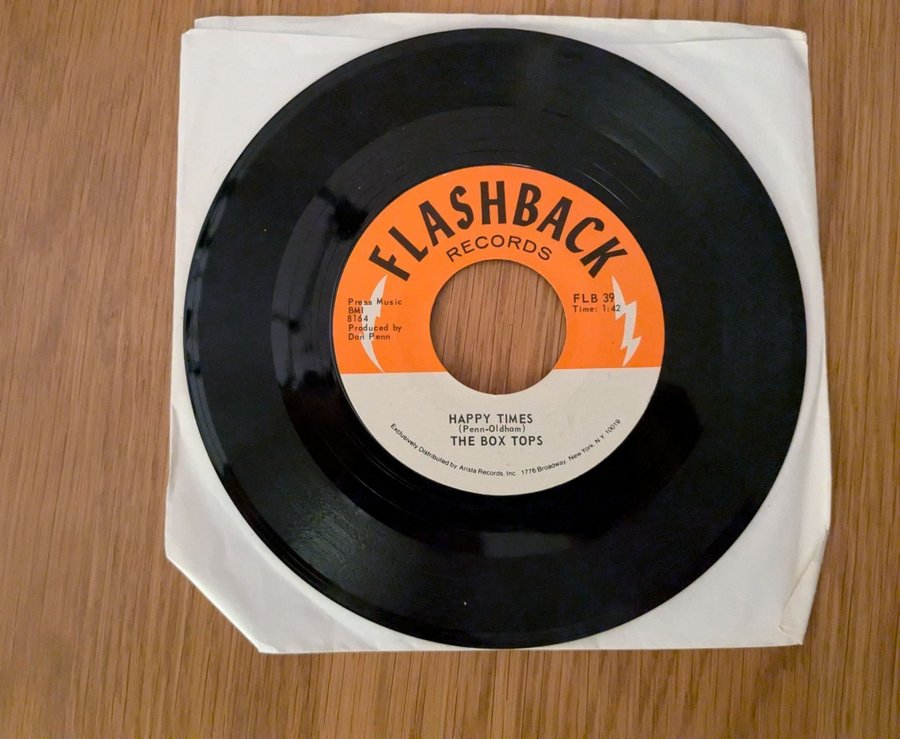 FLASHBACK
RECORDS
Press Music
BMI
8164
Produced by
Dan Penn
FLB 39
Time: 1:42
HAPPY TIMES
(Penn-Oldham)
THE BOX TOPS
Exclusively Distributed by Arista Records, Inc. 1776 Broadway, New York, N.Y. 10019